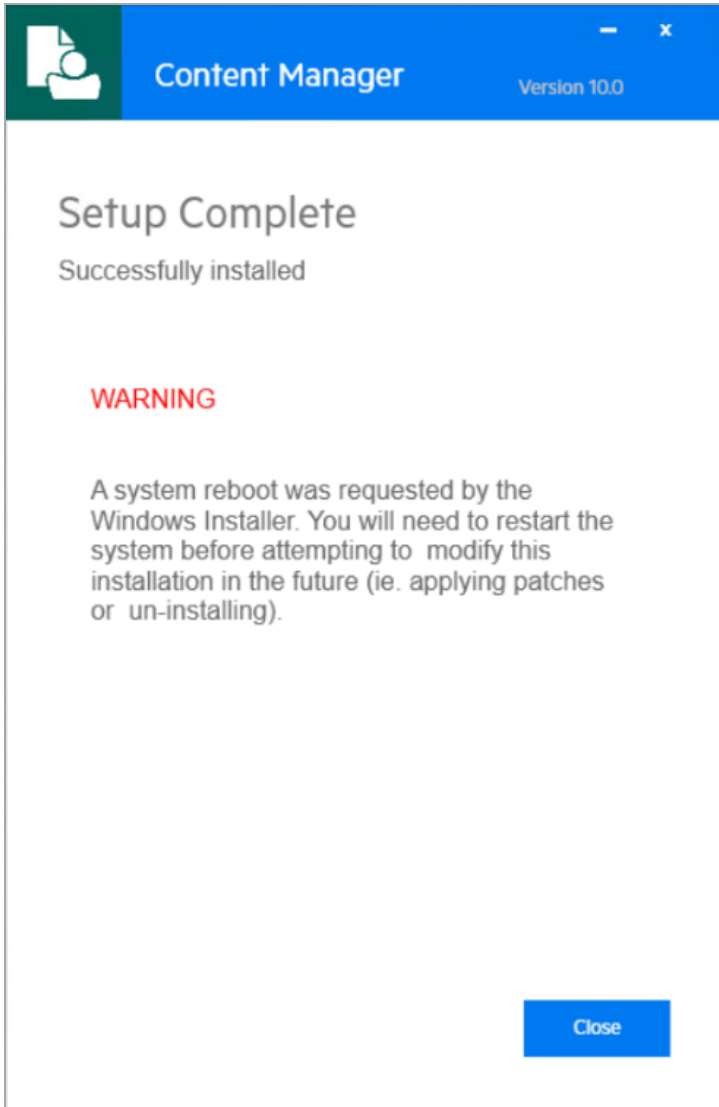 Content Manager
Version 10.0
Setup Complete
Successfully installed
WARNING
A system reboot was requested by the
Windows Installer. You will need to restart the
system before attempting to  modify this
installation in the future (ie. applying patches
or  un-installing).
Close